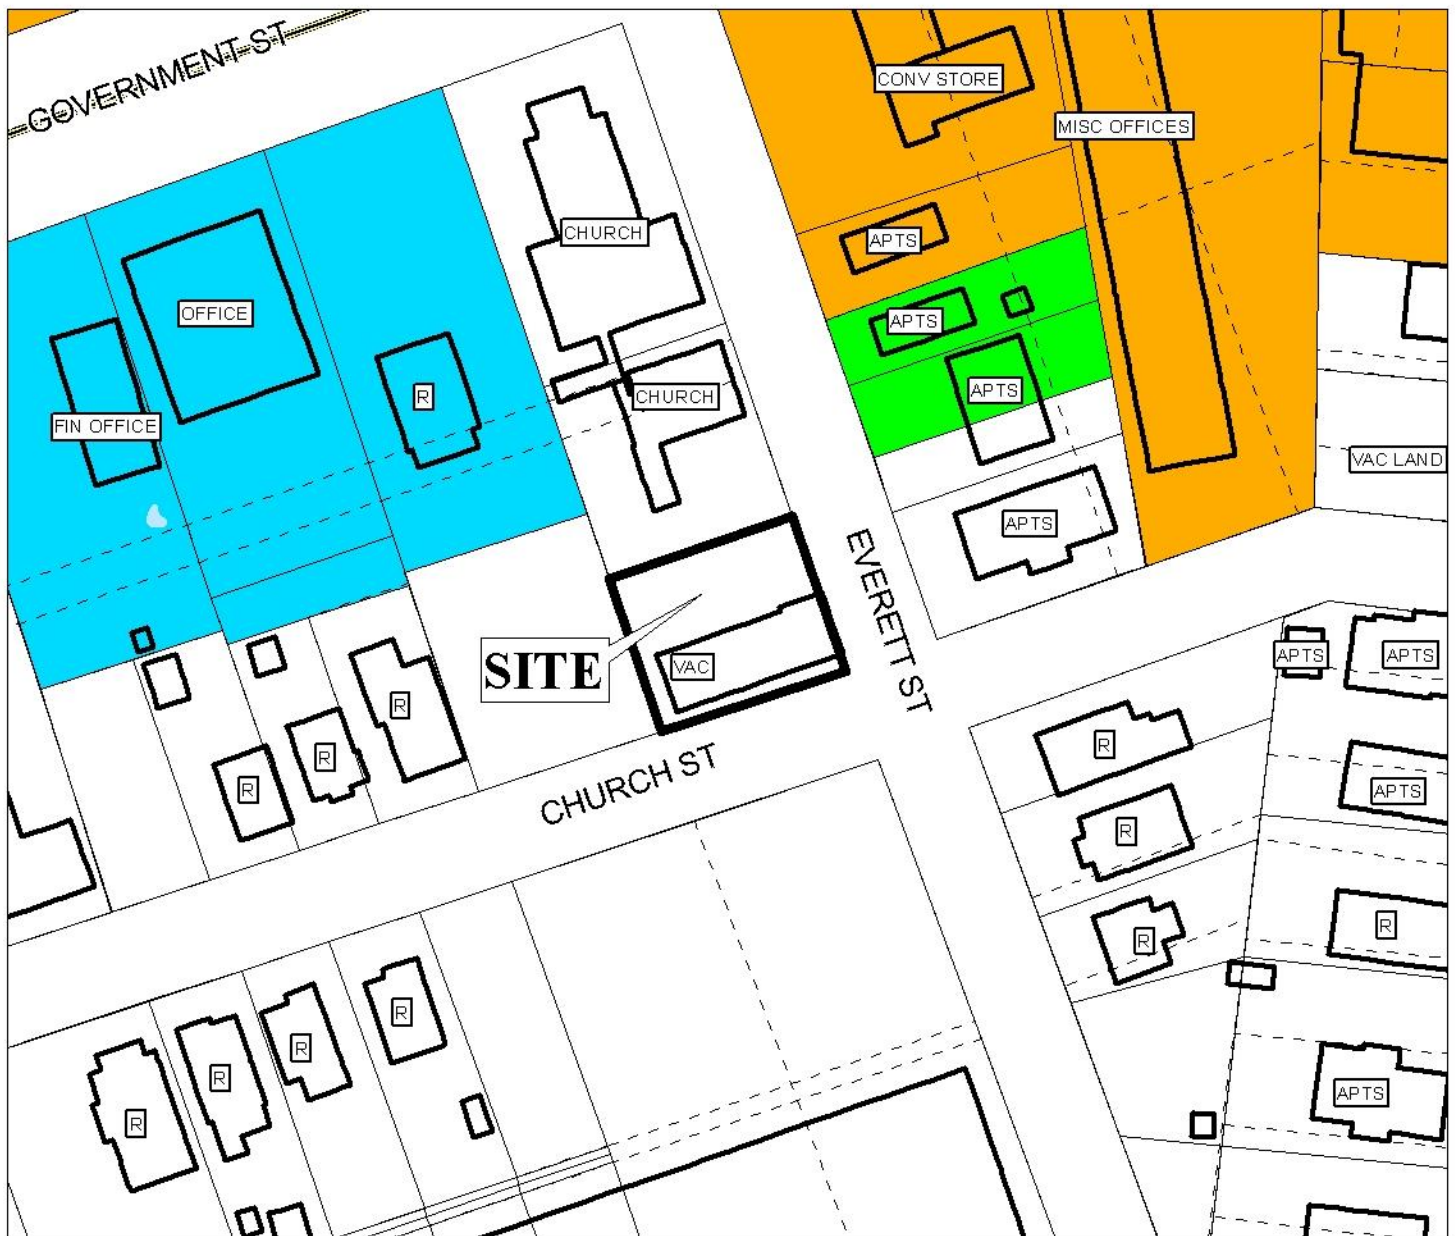 GOVERNMENT ST
CONV STORE
MISC OFFICES
CHURCH
APTS
OFFICE
APTS
R
CHURCH
APTS
FIN OFFICE
VAC LAND
APTS
EVERETT ST
SITE
VAC
APTS
APTS
R
R
R
R
CHURCH ST
APTS
R
R
R
R
R
R
R
APTS